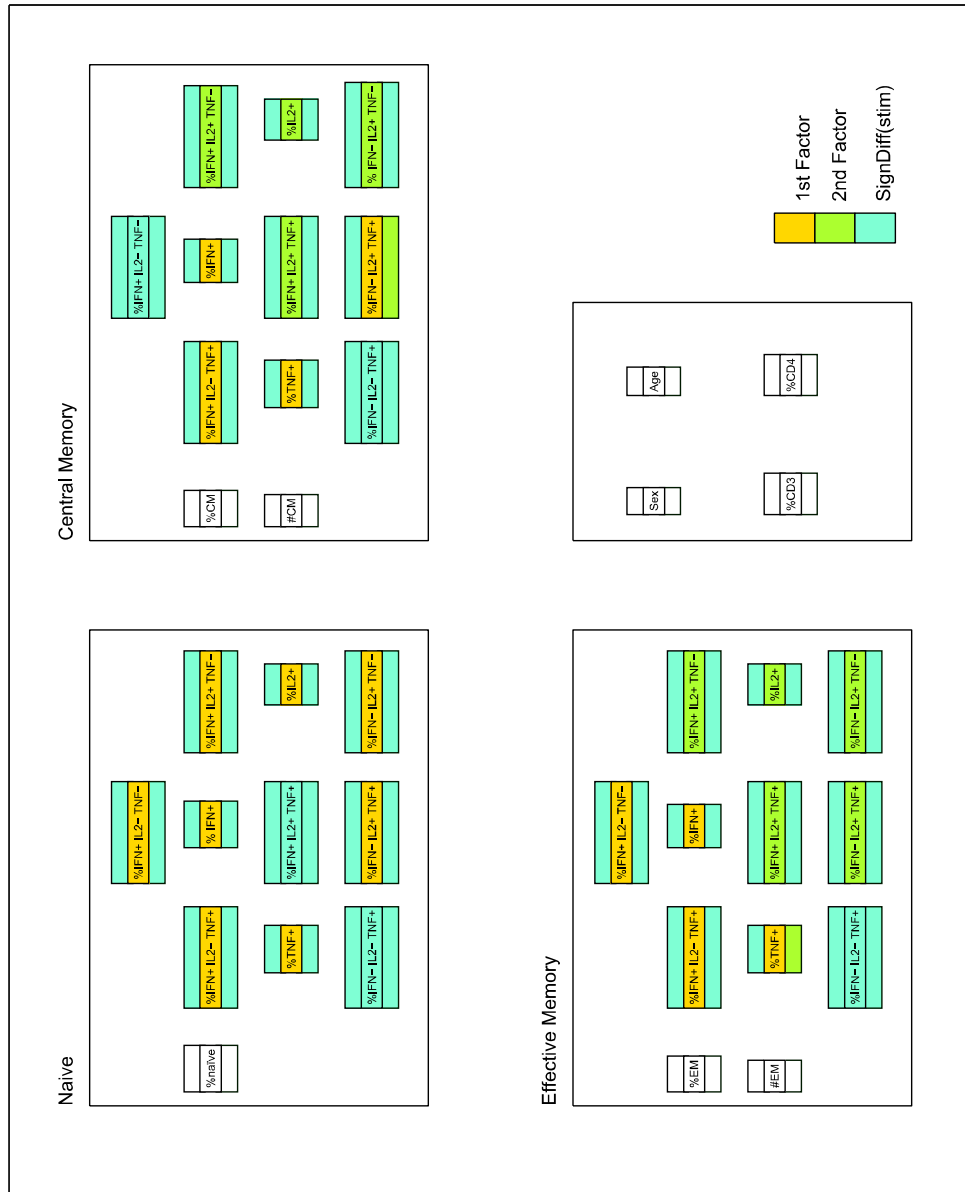 Naive
%IFN+ IL2− TNF−
%naïve
%IFN+ IL2− TNF+
% IFN+
%IFN+ IL2+ TNF−
%TNF+
%IFN+ IL2+ TNF+
%IL2+
%IFN− IL2− TNF+
%IFN− IL2+ TNF+
%IFN− IL2+ TNF−
Central Memory
%IFN+ IL2− TNF−
%CM
%IFN+ IL2− TNF+
%IFN+
%IFN+ IL2+ TNF−
#CM
%TNF+
%IFN+ IL2+ TNF+
%IL2+
%IFN− IL2− TNF+
%IFN− IL2+ TNF+
% IFN− IL2+ TNF−
Effective Memory
%IFN+ IL2− TNF−
%EM
%IFN+ IL2− TNF+
%IFN+
%IFN+ IL2+ TNF−
#EM
%TNF+
%IFN+ IL2+ TNF+
%IL2+
%IFN− IL2− TNF+
%IFN− IL2+ TNF+
%IFN− IL2+ TNF−
Sex
Age
%CD3
%CD4
1st Factor
2nd Factor
SignDiff(stim)